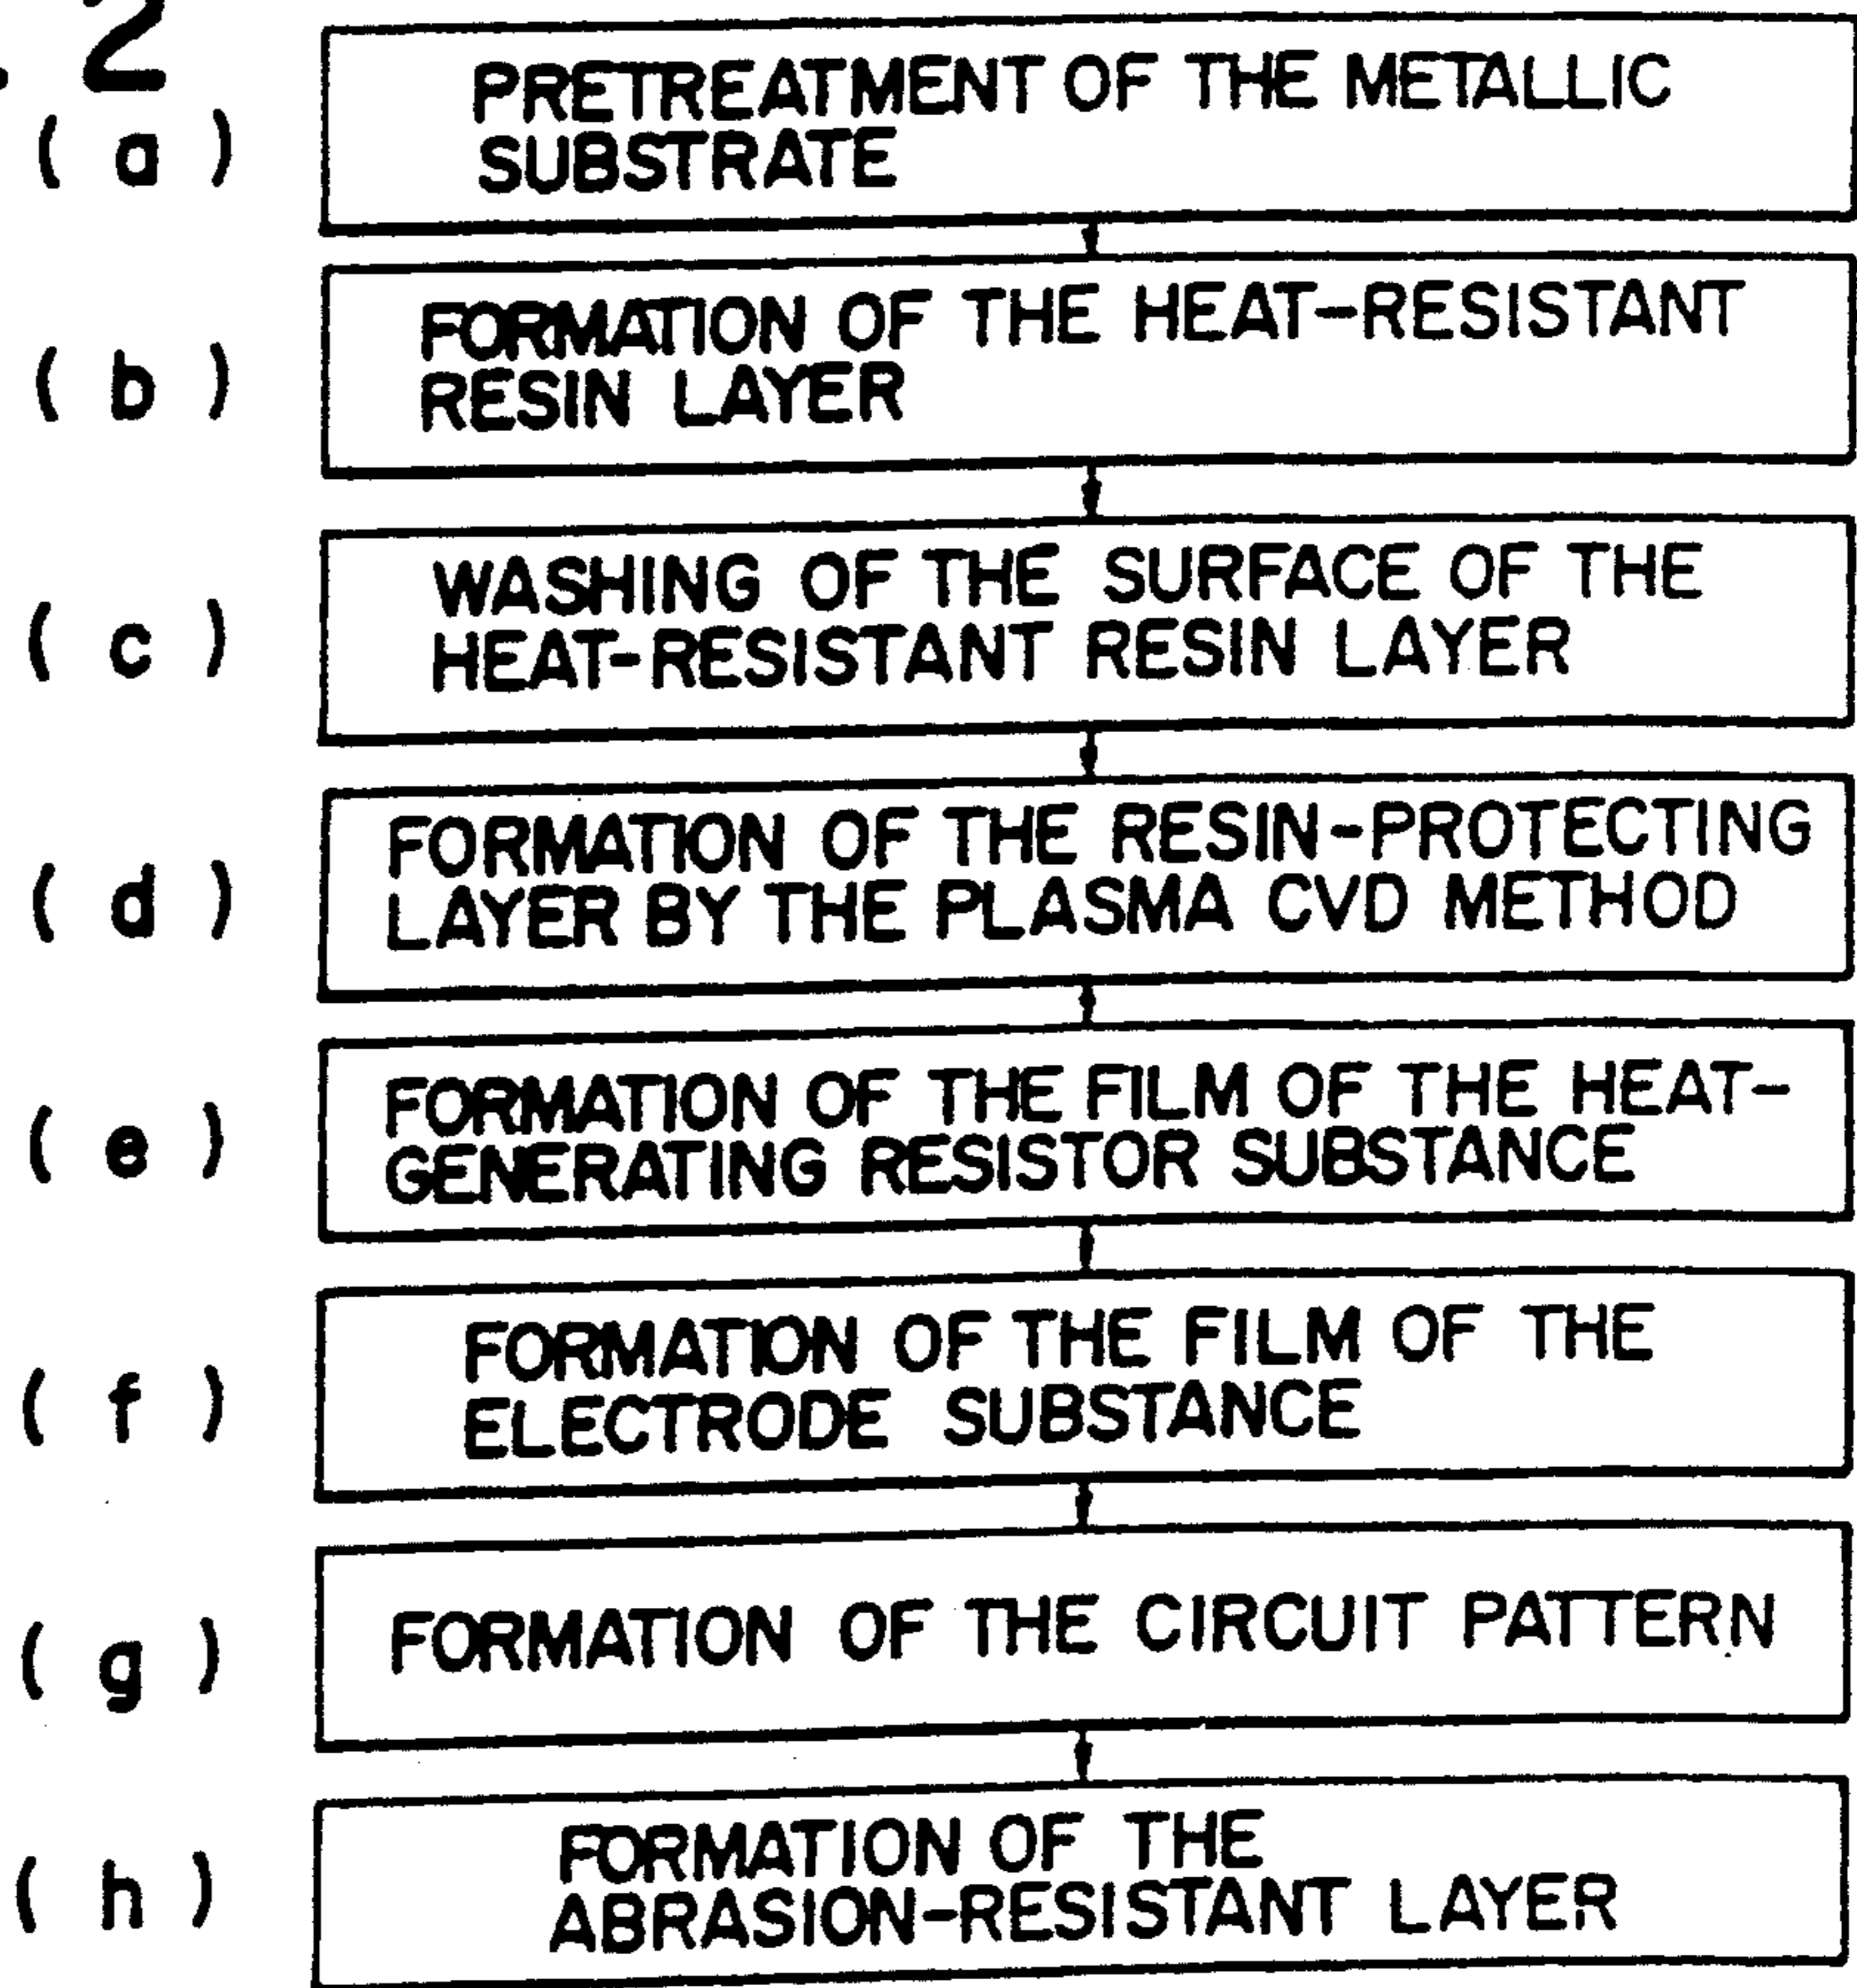 . 2
(a)
PRETREATMENT OF THE METALLIC
SUBSTRATE
(b)
FORMATION OF THE HEAT-RESISTANT
RESIN LAYER
(c)
WASHING OF THE SURFACE OF THE
HEAT-RESISTANT RESIN LAYER
(d)
FORMATION OF THE RESIN-PROTECTING
LAYER BY THE PLASMA CVD METHOD
(e)
FORMATION OF THE FILM OF THE HEAT-
GENERATING RESISTOR SUBSTANCE
(f)
FORMATION OF THE FILM OF THE
ELECTRODE SUBSTANCE
(g)
FORMATION OF THE CIRCUIT PATTERN
(h)
FORMATION OF THE
ABRASION-RESISTANT LAYER